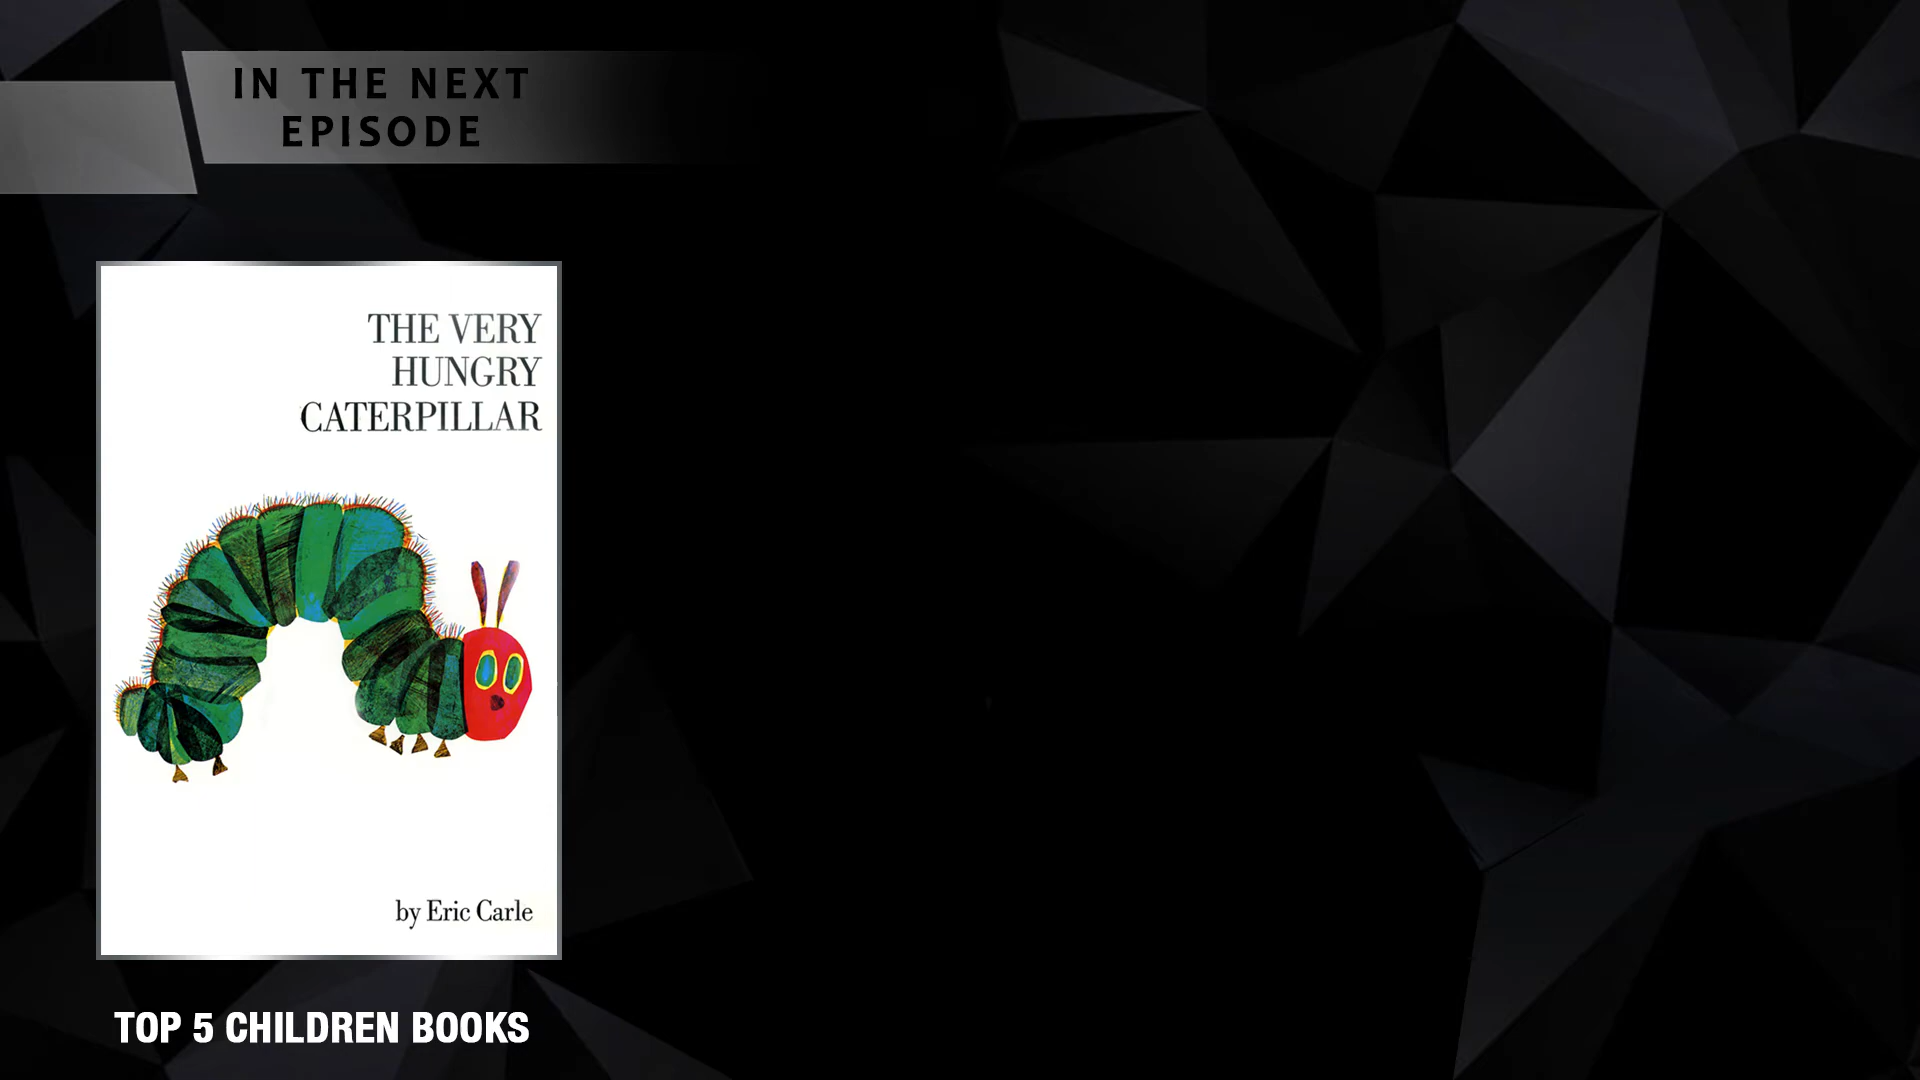 IN THE NEXT
EPISODE
THE VERY
HUNGRY
CATERPILLAR
by Eric Carle
TOP 5 CHILDREN BOOKS